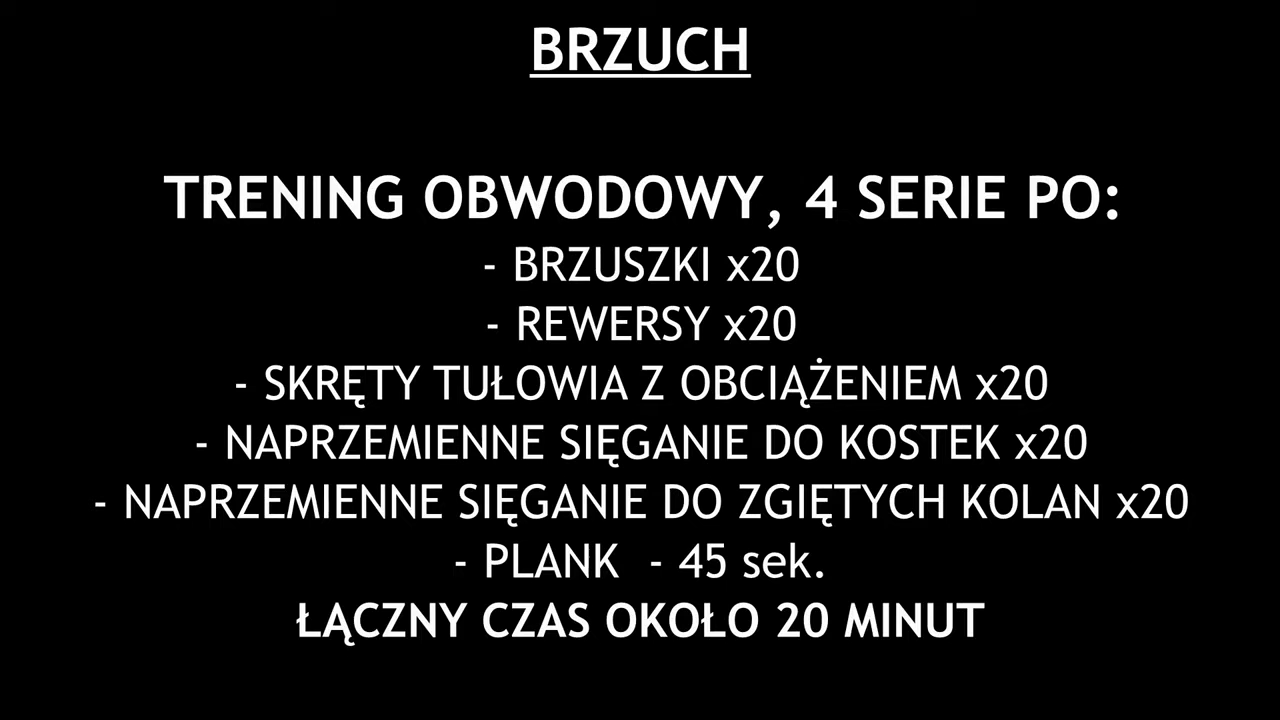 BRZUCH
TRENING OBWODOWY, 4 SERIE PO:
- BRZUSZKI x20
- REWERSY x20
- SKRĘTY TUŁOWIA Z OBCIĄŻENIEM x20
- NAPRZEMIENNE SIĘGANIE DO KOSTEK x20
- NAPRZEMIENNE SIĘGANIE DO ZGIĘTYCH KOLAN x20
- PLANK  - 45 sek.
ŁĄCZNY CZAS OKOŁO 20 MINUT